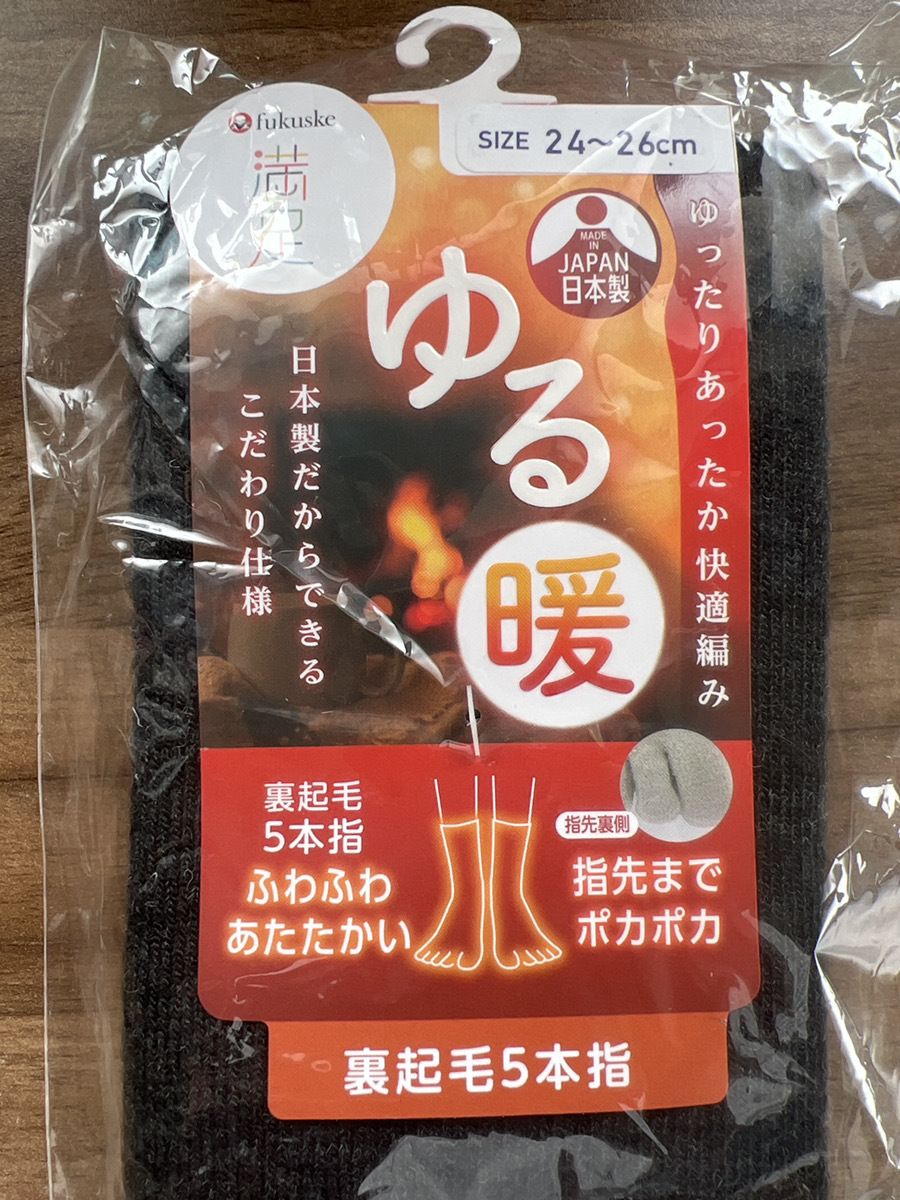 fukuske
満足
SIZE 24〜26cm
MADE
IN
JAPAN
日本製
ゆったりあったか快適編み
ゆる
暖
日本製だからできる
こだわり仕様
裏起毛
5本指
ふわふわ
あたたかい
指先裏側
指先まで
ポカポカ
裏起毛5本指